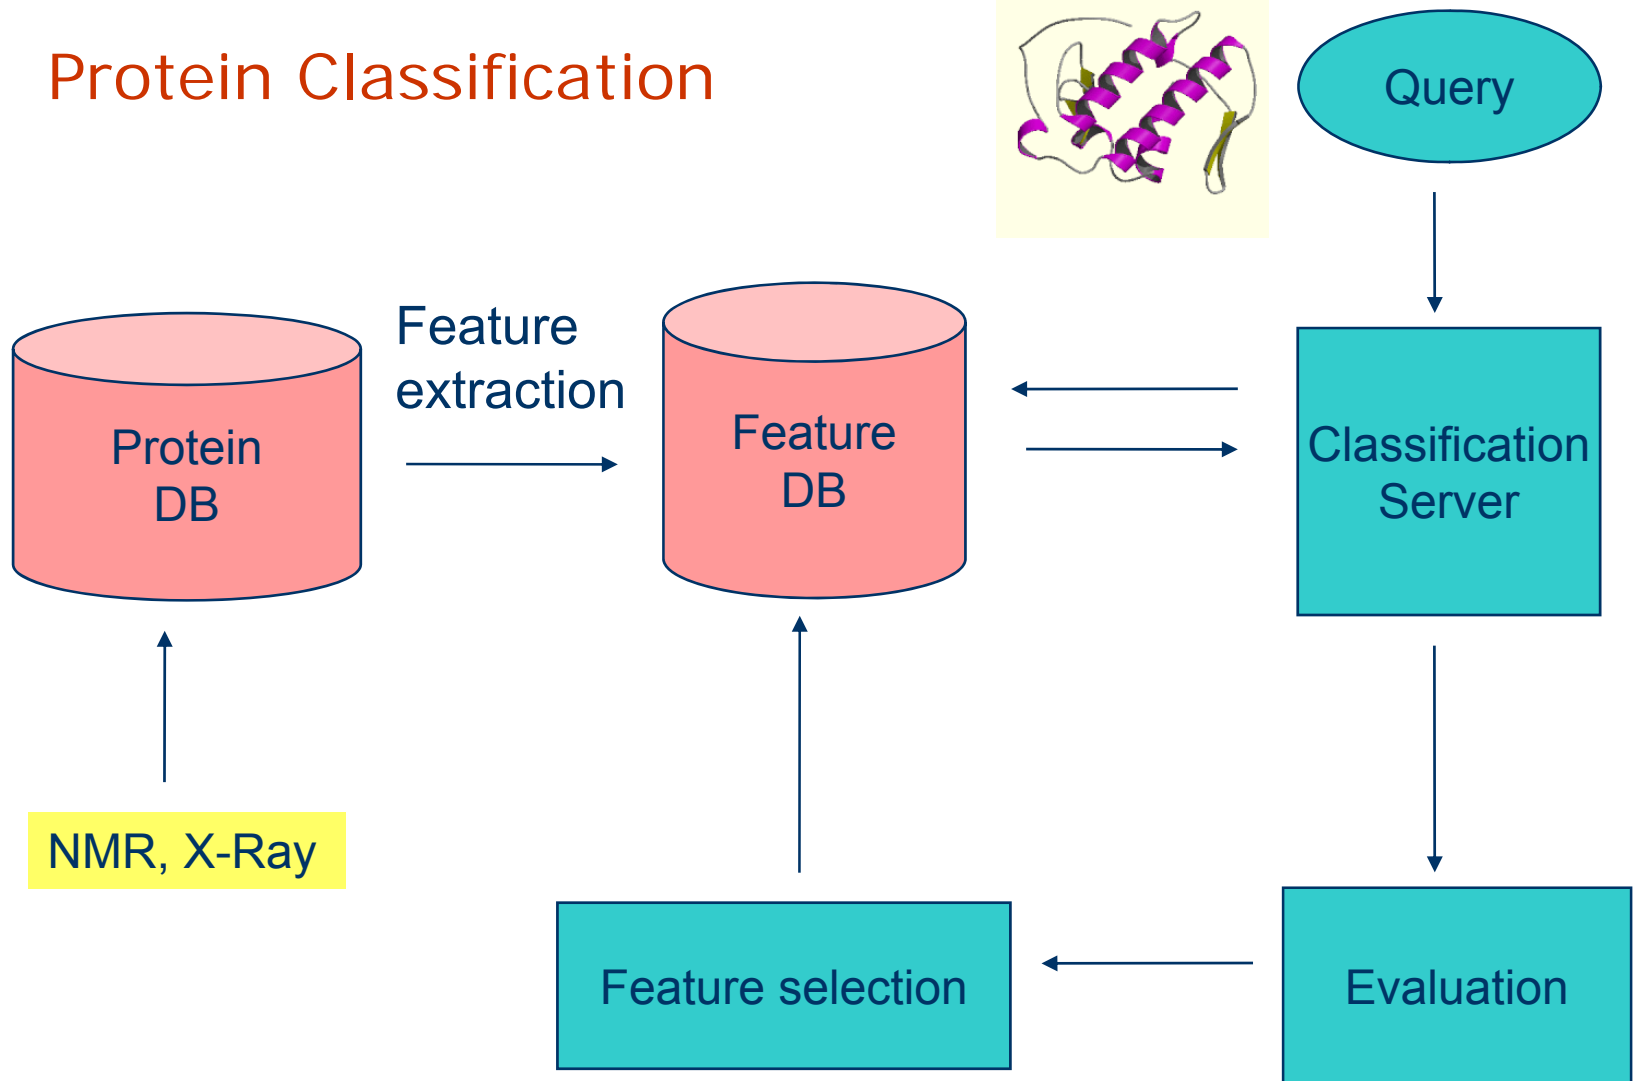 Protein Classification
Query
Feature
extraction
Protein
DB
Feature
DB
Classification
Server
NMR, X-Ray
Feature selection
Evaluation